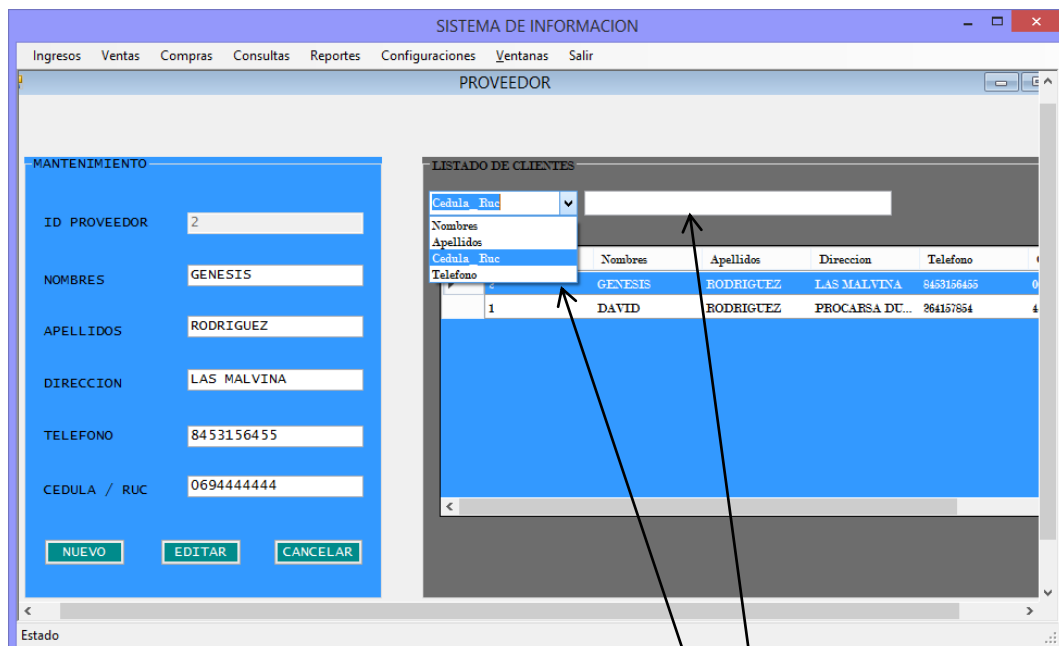 SISTEMA DE INFORMACION
Ingresos Ventas Compras Consultas Reportes Configuraciones Ventanas Salir
PROVEEDOR
MANTENIMIENTO
ID PROVEEDOR 2
NOMBRES GENESIS
APELLIDOS RODRIGUEZ
DIRECCION LAS MALVINA
TELEFONO 8453156455
CEDULA / RUC 0694444444
NUEVO EDITAR CANCELAR
LISTADO DE CLIENTES
Cedula_Ruc
Nombres
Apellidos
Cedula_Ruc
Telefono
Nombres Apellidos Direccion Telefono
GENESIS RODRIGUEZ LAS MALVINA 8453156455
1 DAVID RODRIGUEZ PROCARSA DU... 264157854
Estado